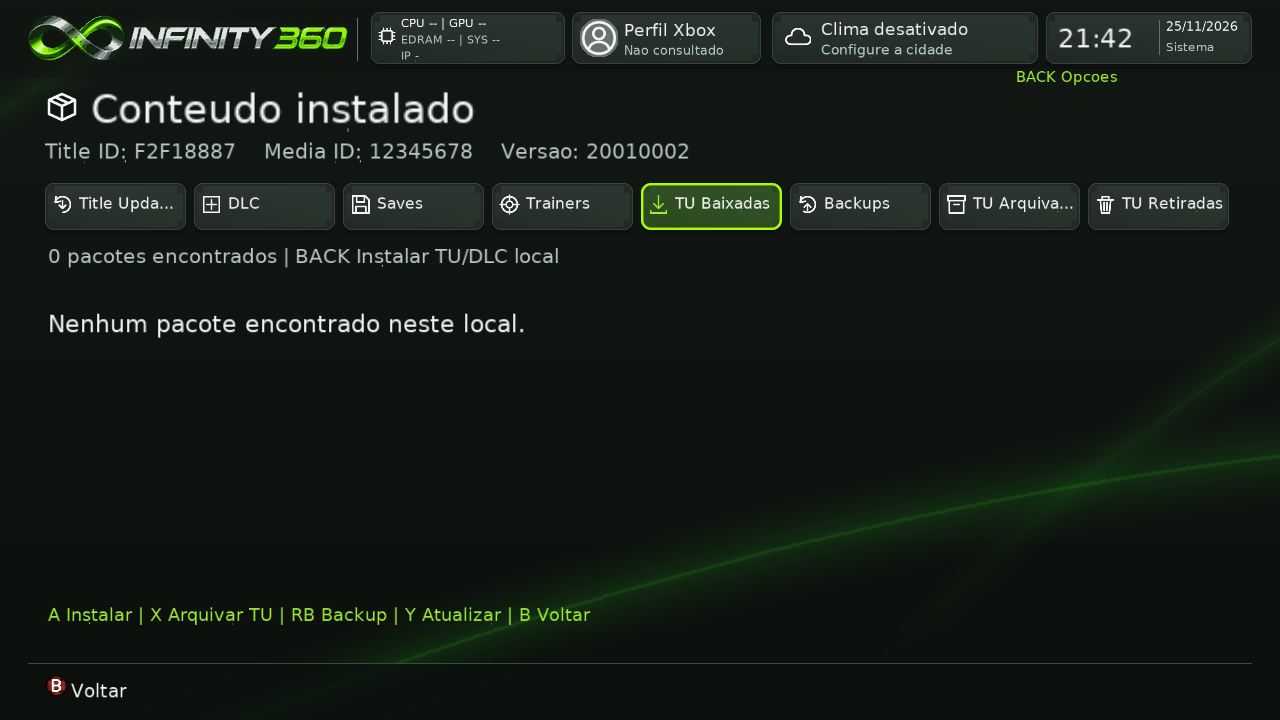 INFINITY 360
CPU -- | GPU --
EDRAM -- | SYS --
IP -
Perfil Xbox
Nao consultado
Clima desativado
Configure a cidade
21:42
25/11/2026
Sistema
BACK Opcoes
Conteudo instalado
Title ID: F2F18887 Media ID: 12345678 Versao: 20010002
Title Upda... DLC Saves Trainers TU Baixadas Backups TU Arquiva... TU Retiradas
0 pacotes encontrados | BACK Instalar TU/DLC local
Nenhum pacote encontrado neste local.
A Instalar | X Arquivar TU | RB Backup | Y Atualizar | B Voltar
B Voltar